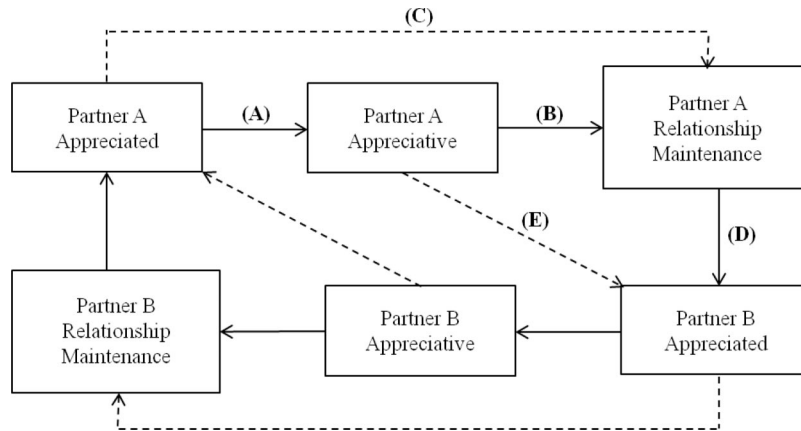 (C)
Partner A
Appreciated
(A)
Partner A
Appreciative
(B)
Partner A
Relationship
Maintenance
(E)
(D)
Partner B
Relationship
Maintenance
Partner B
Appreciative
Partner B
Appreciated